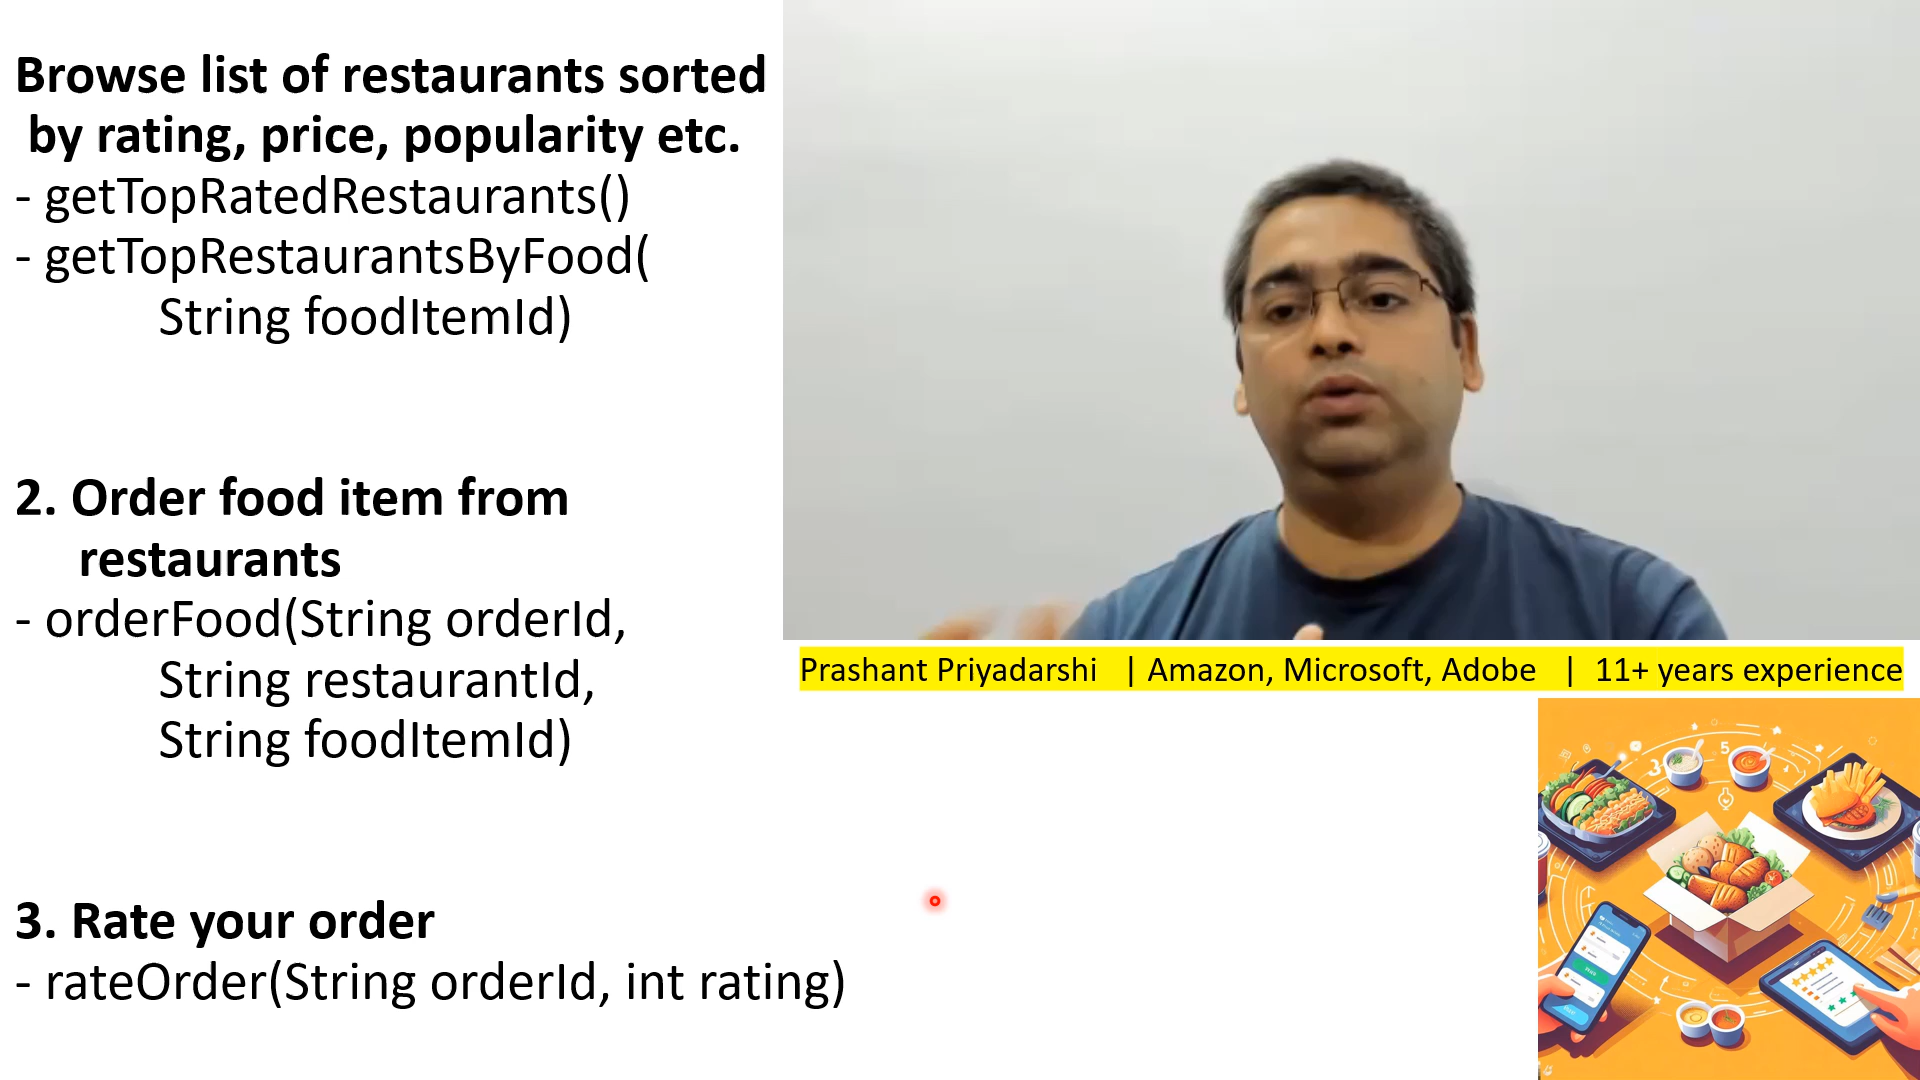 Browse list of restaurants sorted
by rating, price, popularity etc.
- getTopRatedRestaurants()
- getTopRestaurantsByFood(
String foodItemId)
2. Order food item from
restaurants
- orderFood(String orderId,
String restaurantId,
String foodItemId)
3. Rate your order
- rateOrder(String orderId, int rating)
Prashant Priyadarshi | Amazon, Microsoft, Adobe | 11+ years experience